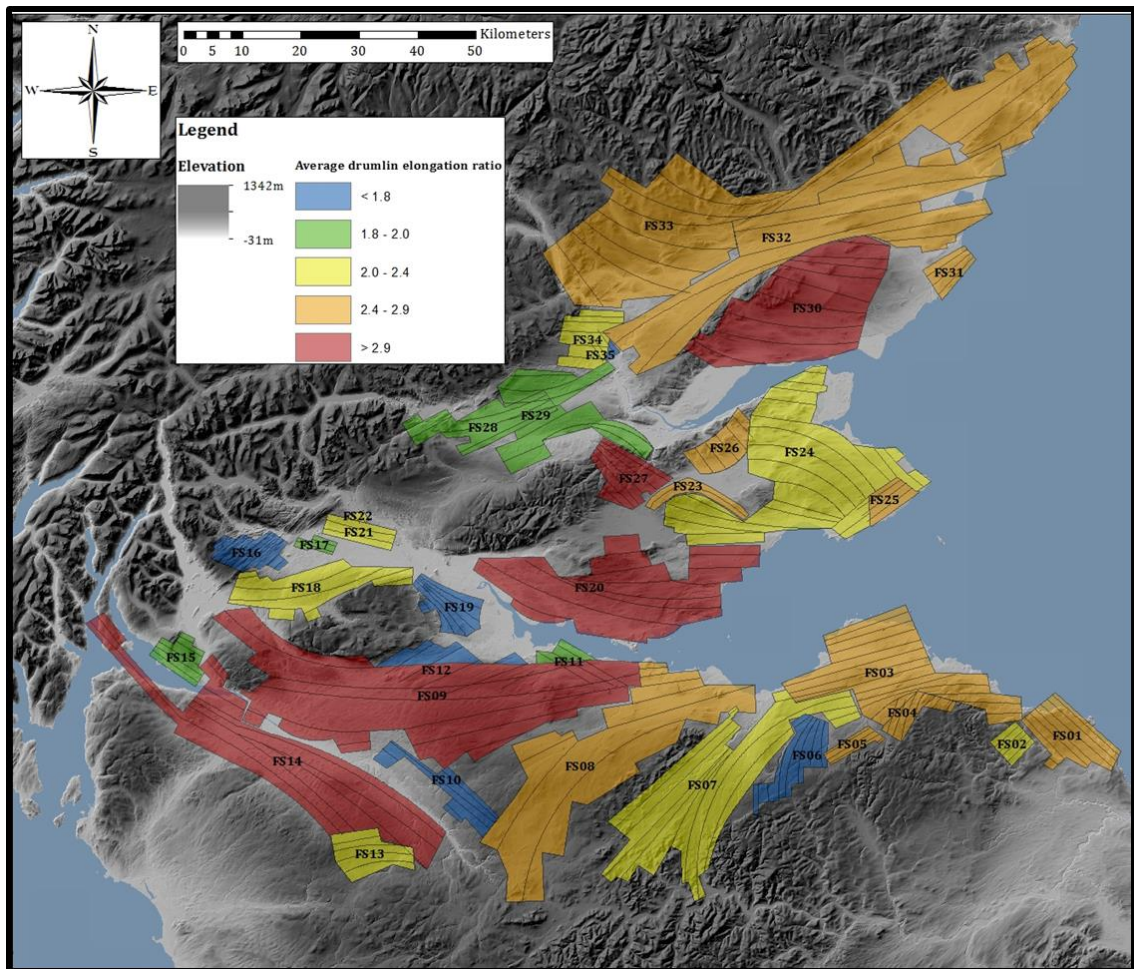 N
W E
S
Kilometers
0 5 10 20 30 40 50
Legend
Elevation
1342m
-31m
Average drumlin elongation ratio
< 1.8
1.8 - 2.0
2.0 - 2.4
2.4 - 2.9
> 2.9
FS33
FS32
FS31
FS30
FS34
FS35
FS29
FS28
FS26
FS24
FS27
FS23
FS25
FS22
FS21
FS17
FS16
FS18
FS20
FS19
FS15
FS12
FS11
FS09
FS03
FS04
FS01
FS02
FS05
FS06
FS14
FS08
FS10
FS07
FS13